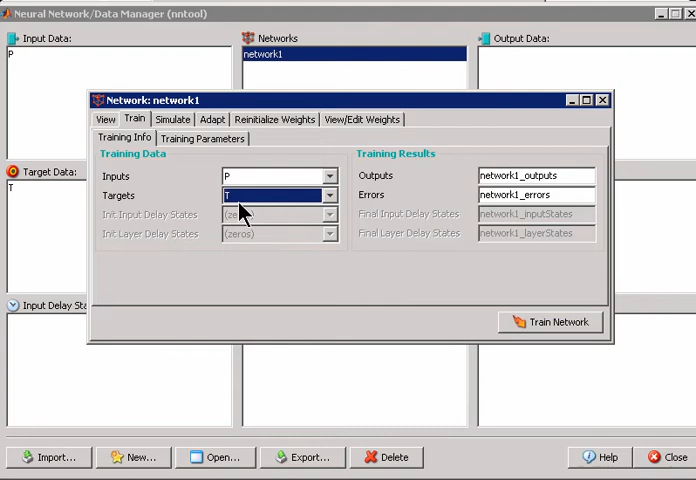 Neural Network/Data Manager (nntool)
Input Data:
Networks
Output Data:
P
network1
Network: network1
View
Train
Simulate
Adapt
Reinitialize Weights
View/Edit Weights
Training Info
Training Parameters
Training Data
Training Results
Inputs
P
Outputs
network1_outputs
Target Data:
T
Targets
T
Errors
network1_errors
Init Input Delay States
Final Input Delay States
network1_inputStates
Init Layer Delay States
(zeros)
Final Layer Delay States
network1_layerStates
Input Delay Sta
Train Network
Import...
New...
Open...
Export...
Delete
Help
Close